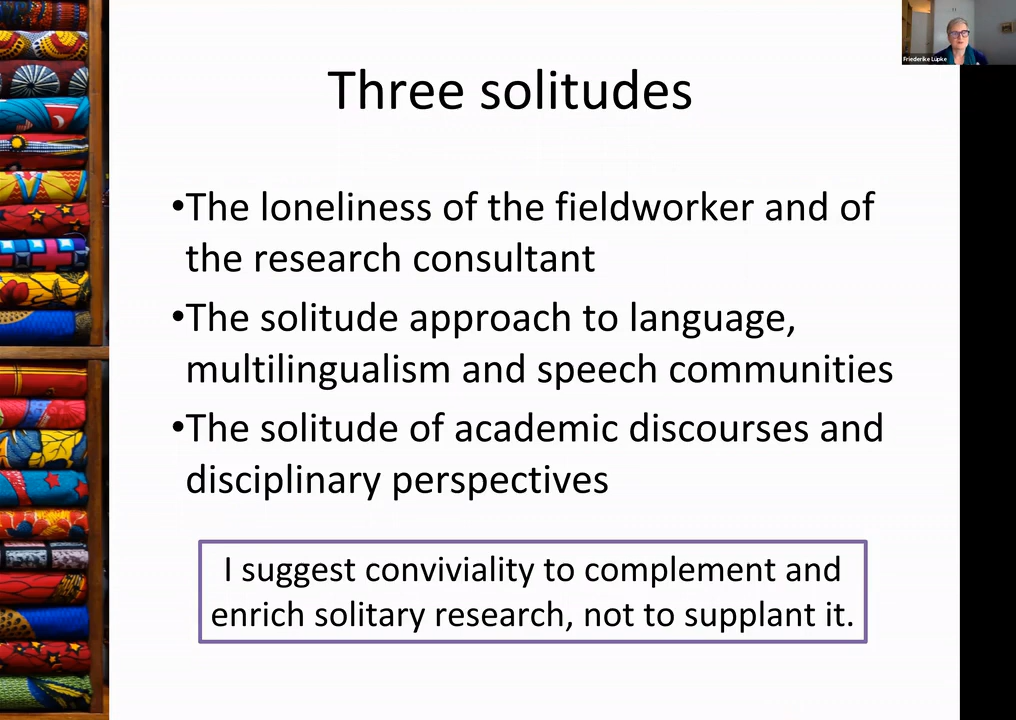 Friederike Lüpke
Three solitudes
•The loneliness of the fieldworker and of
the research consultant
•The solitude approach to language,
multilingualism and speech communities
•The solitude of academic discourses and
disciplinary perspectives
I suggest conviviality to complement and
enrich solitary research, not to supplant it.